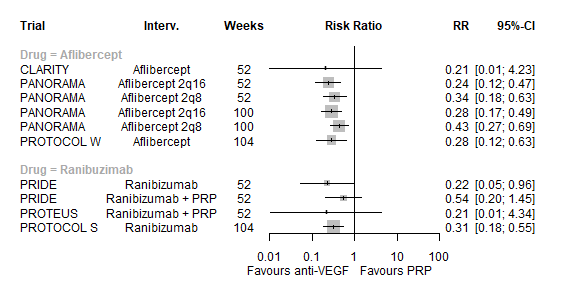 Trial Interv. Weeks Risk Ratio RR 95%-CI
Drug = Aflibercept
CLARITY Aflibercept 52 0.21 [0.01; 4.23]
PANORAMA Aflibercept 2q16 52 0.24 [0.12; 0.47]
PANORAMA Aflibercept 2q8 52 0.34 [0.18; 0.63]
PANORAMA Aflibercept 2q16 100 0.28 [0.17; 0.49]
PANORAMA Aflibercept 2q8 100 0.43 [0.27; 0.69]
PROTOCOL W Aflibercept 104 0.28 [0.12; 0.63]
Drug = Ranibuzimab
PRIDE Ranibizumab 52 0.22 [0.05; 0.96]
PRIDE Ranibizumab + PRP 52 0.54 [0.20; 1.45]
PROTEUS Ranibizumab + PRP 52 0.21 [0.01; 4.34]
PROTOCOL S Ranibizumab 104 0.31 [0.18; 0.55]
0.01 0.1 1 10 100
Favours anti-VEGF Favours PRP